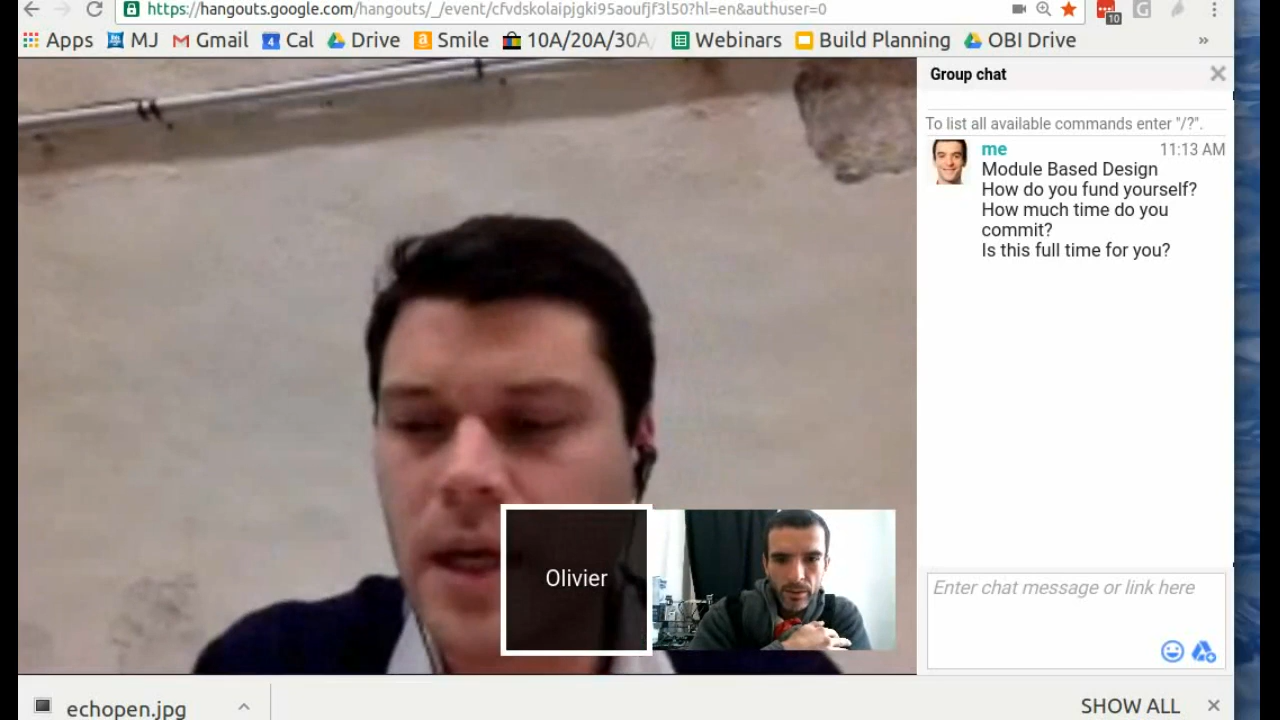 https://hangouts.google.com/hangouts/_/event/cfvdskolaipjgki95aoufjf3l50?hl=en&authuser=0
10
G
Apps MJ Gmail 4 Cal Drive a Smile 10A/20A/30A Webinars Build Planning OBI Drive »
Group chat
To list all available commands enter "/?".
me 11:13 AM
Module Based Design
How do you fund yourself?
How much time do you
commit?
Is this full time for you?
Olivier
Enter chat message or link here
echopen.jpg
SHOW ALL